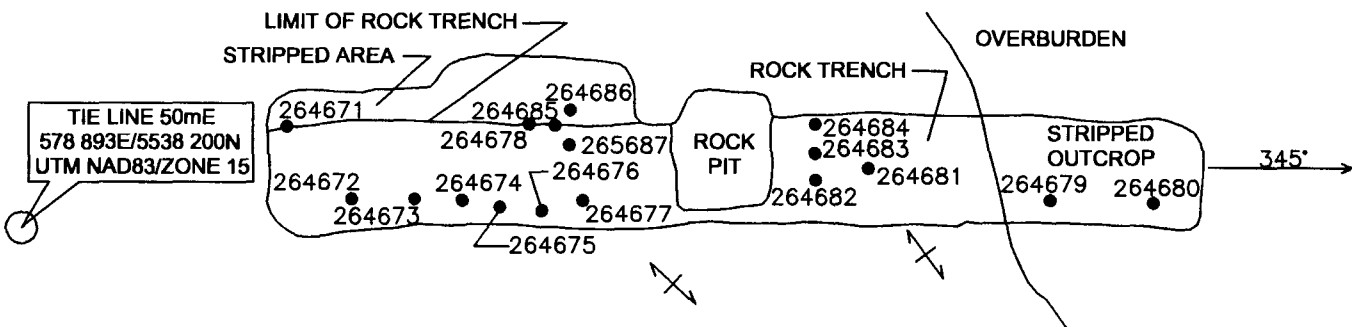 LIMIT OF ROCK TRENCH
STRIPPED AREA
OVERBURDEN
ROCK TRENCH
TIE LINE 50mE
578 893E/5538 200N
UTM NAD83/ZONE 15
264671
264685
264686
264678
265687
264676
264672
264673
264674
264675
264677
ROCK
PIT
264684
264683
264681
264682
STRIPPED
OUTCROP
264679
264680
345°